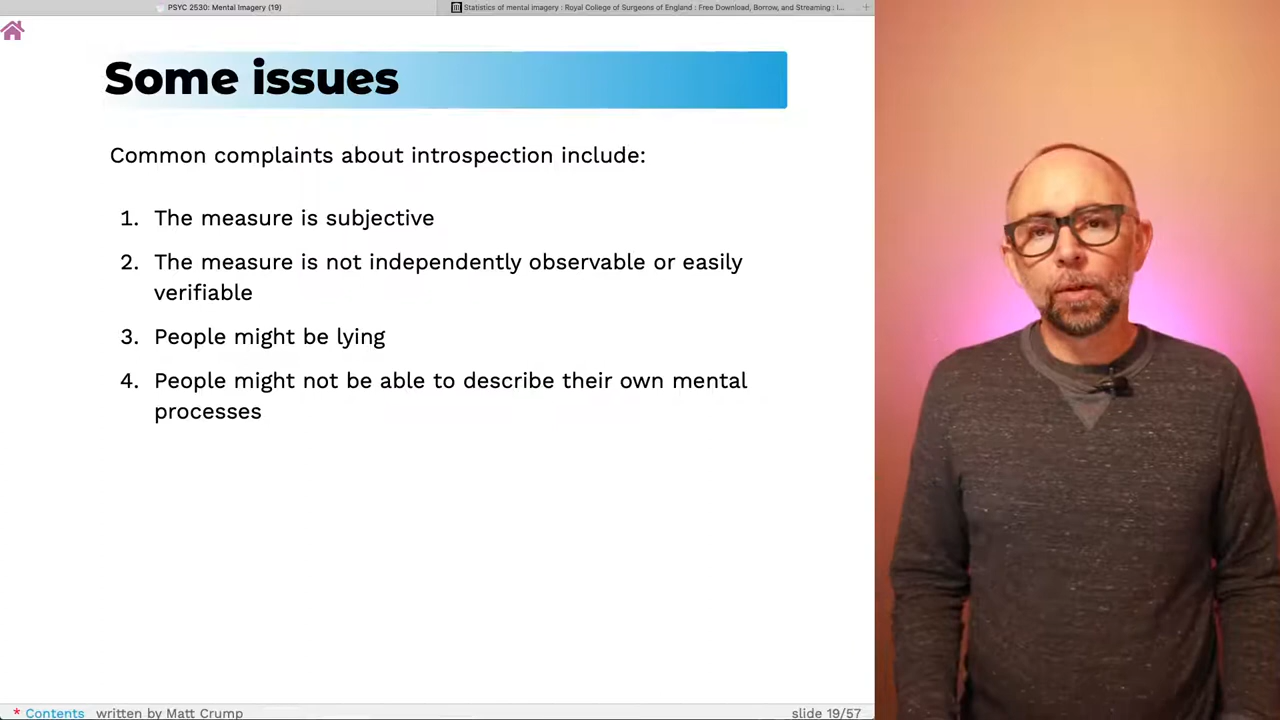 PSYC 2530: Mental Imagery (19)
Statistics of mental imagery : Royal College of Surgeons of England : Free Download, Borrow, and Streaming : I...
Some issues
Common complaints about introspection include:
1. The measure is subjective
2. The measure is not independently observable or easily
verifiable
3. People might be lying
4. People might not be able to describe their own mental
processes
* Contents written by Matt Crump
slide 19/57